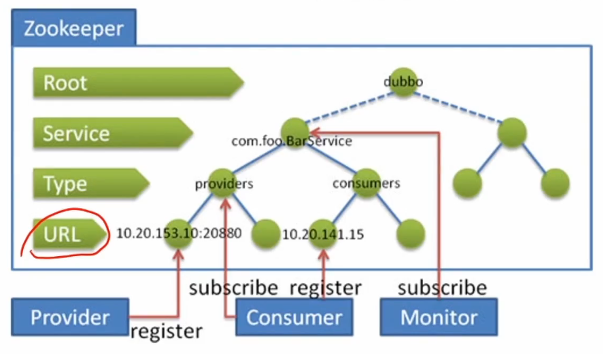 Zookeeper
Root
dubbo
Service
com.foo.BarService
Type
providers
consumers
URL
10.20.153.10:20880
10.20.141.15
subscribe
register
subscribe
Provider
register
Consumer
Monitor